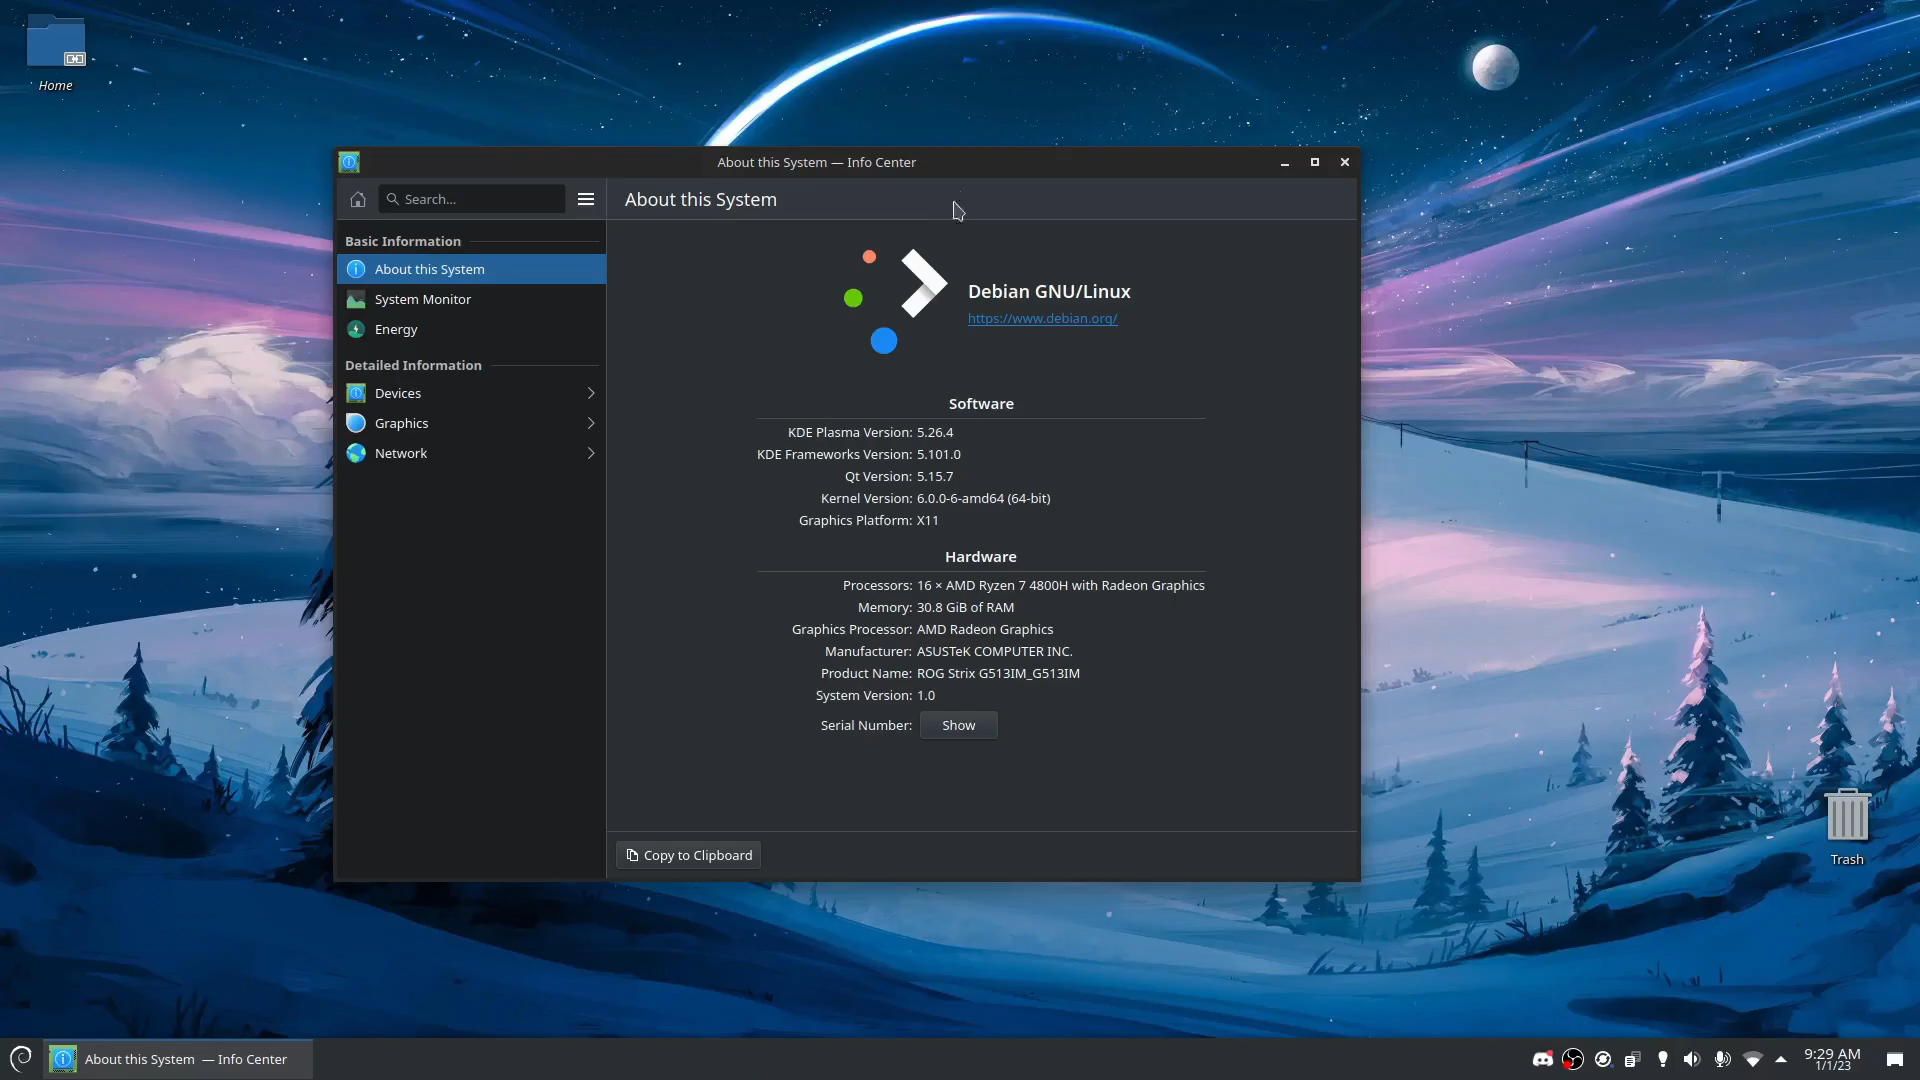 Home
About this System — Info Center
Search...
About this System
Basic Information
About this System
System Monitor
Energy
Detailed Information
Devices
Graphics
Network
Debian GNU/Linux
https://www.debian.org/
Software
KDE Plasma Version: 5.26.4
KDE Frameworks Version: 5.101.0
Qt Version: 5.15.7
Kernel Version: 6.0.0-6-amd64 (64-bit)
Graphics Platform: X11
Hardware
Processors: 16 × AMD Ryzen 7 4800H with Radeon Graphics
Memory: 30.8 GiB of RAM
Graphics Processor: AMD Radeon Graphics
Manufacturer: ASUSTeK COMPUTER INC.
Product Name: ROG Strix G513IM_G513IM
System Version: 1.0
Serial Number: Show
Copy to Clipboard
Trash
About this System — Info Center
9:29 AM
1/1/23